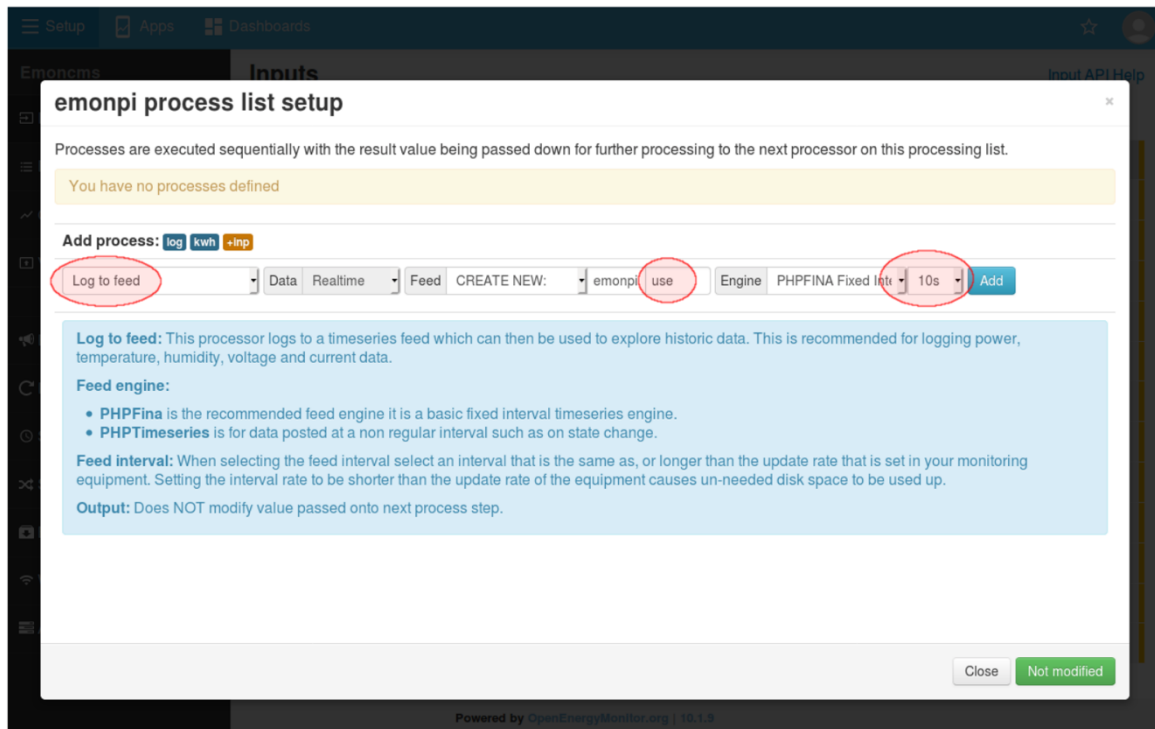 Setup Apps Dashboards
Emoncms
Inputs
Input API Help
emonpi process list setup
×
Processes are executed sequentially with the result value being passed down for further processing to the next processor on this processing list.
You have no processes defined
Add process: log kwh +inp
Log to feed Data Realtime Feed CREATE NEW: emonpi use Engine PHPFINA Fixed Inte 10s Add
Log to feed: This processor logs to a timeseries feed which can then be used to explore historic data. This is recommended for logging power,
temperature, humidity, voltage and current data.
Feed engine:
• PHPFina is the recommended feed engine it is a basic fixed interval timeseries engine.
• PHPTimeseries is for data posted at a non regular interval such as on state change.
Feed interval: When selecting the feed interval select an interval that is the same as, or longer than the update rate that is set in your monitoring
equipment. Setting the interval rate to be shorter than the update rate of the equipment causes un-needed disk space to be used up.
Output: Does NOT modify value passed onto next process step.
Close Not modified
Powered by OpenEnergyMonitor.org | 10.1.9